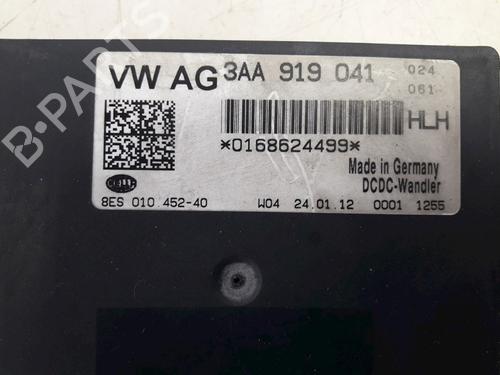 VW AG 3AA 919 041 024
061
HLH
*0168624499*
Made in Germany
DCDC-Wandler
HELLA
8ES 010.452-40 W04 24.01.12 0001 1255
B-PARTS